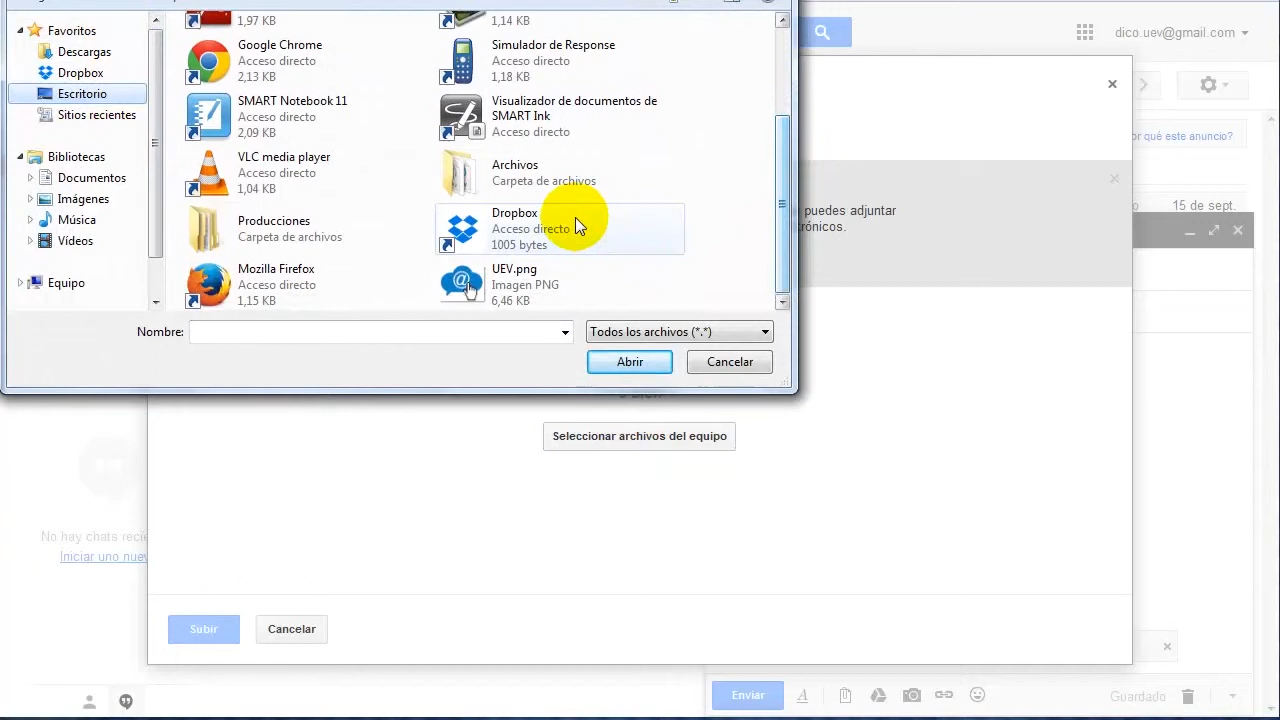 1,97 KB
1,14 KB
Favoritos
Descargas
Dropbox
Escritorio
Sitios recientes
Bibliotecas
Documentos
Imágenes
Música
Vídeos
Equipo
Google Chrome
Acceso directo
2,13 KB
Simulador de Response
Acceso directo
1,18 KB
SMART Notebook 11
Acceso directo
2,09 KB
Visualizador de documentos de
SMART Ink
Acceso directo
VLC media player
Acceso directo
1,04 KB
Archivos
Carpeta de archivos
Producciones
Carpeta de archivos
Dropbox
Acceso directo
1005 bytes
Mozilla Firefox
Acceso directo
1,15 KB
UEV.png
Imagen PNG
6,46 KB
Nombre:
Todos los archivos (*.*)
Abrir
Cancelar
dico.uev@gmail.com
or qué este anuncio?
puedes adjuntar
15 de sept.
Seleccionar archivos del equipo
No hay chats reci
Iniciar uno nuev
Subir
Cancelar
Enviar
Guardado